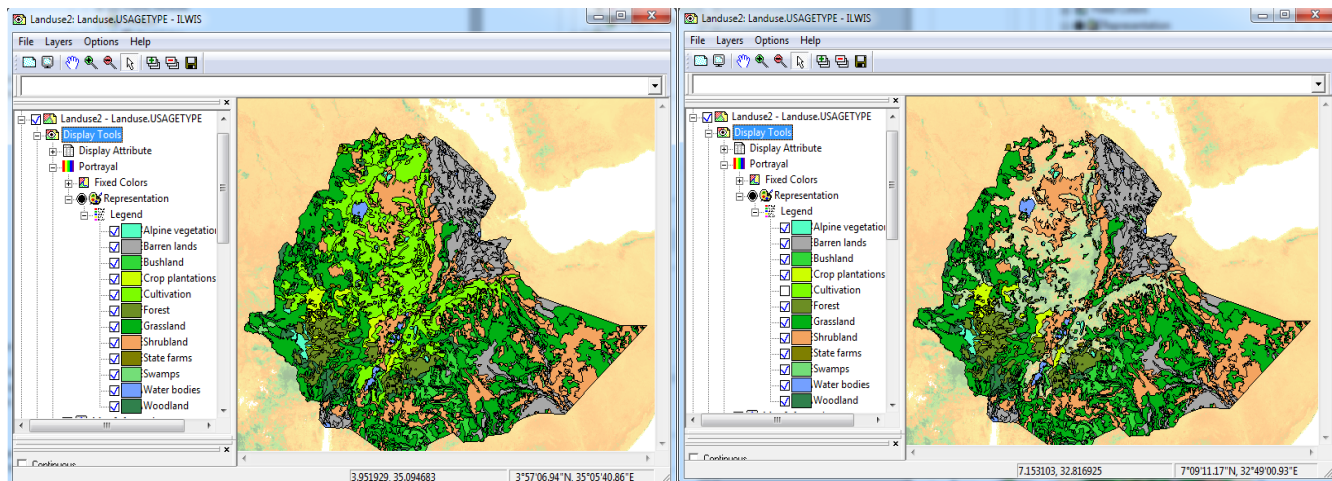 Landuse2: Landuse.USAGETYPE - ILWIS
File Layers Options Help
Landuse2 - Landuse.USAGETYPE
Display Tools
Display Attribute
Portrayal
Fixed Colors
Representation
Legend
Alpine vegetation
Barren lands
Bushland
Crop plantations
Cultivation
Forest
Grassland
Shrubland
State farms
Swamps
Water bodies
Woodland
Continuous
3.951929, 35.094683 3°57'06.94"N, 35°05'40.86"E
Landuse2: Landuse.USAGETYPE - ILWIS
File Layers Options Help
Landuse2 - Landuse.USAGETYPE
Display Tools
Display Attribute
Portrayal
Fixed Colors
Representation
Legend
Alpine vegetation
Barren lands
Bushland
Crop plantations
Cultivation
Forest
Grassland
Shrubland
State farms
Swamps
Water bodies
Woodland
Continuous
7.153103, 32.816925 7°09'11.17"N, 32°49'00.93"E